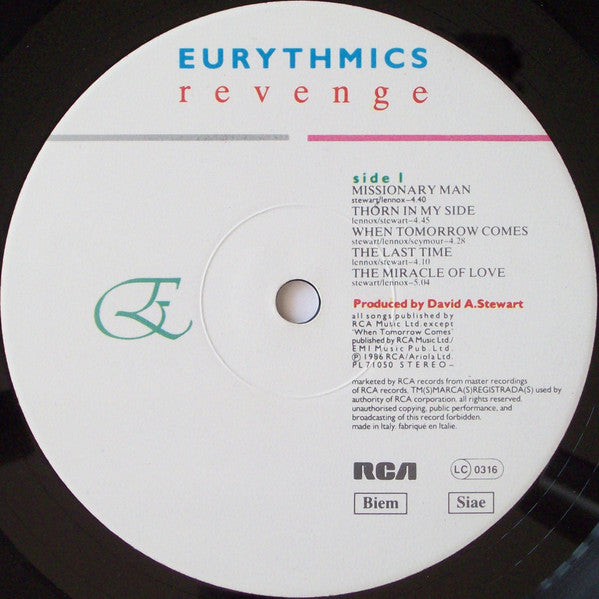 EURYTHMICS
revenge
side 1
MISSIONARY MAN
stewart/lennox–4.40
THORN IN MY SIDE
lennox/stewart–4.45
WHEN TOMORROW COMES
stewart/lennox/seymour–4.28
THE LAST TIME
lennox/stewart–4.10
THE MIRACLE OF LOVE
stewart/lennox–5.04
Produced by David A.Stewart
all songs published by
RCA Music Ltd.except
'When Tomorrow Comes'
published by RCA Music Ltd./
EMI Music Pub. Ltd.
℗ 1986 RCA/Ariola Ltd.
PL71050 STEREO –
marketed by RCA records from master recordings
of RCA records, TM(S)MARCA(S)REGISTRADA(S) used by
authority of RCA corporation. all rights reserved.
unauthorised copying, public performance, and
broadcasting of this record forbidden.
made in Italy. fabriqué en Italie.
E
RCA
LC 0316
Biem
Siae